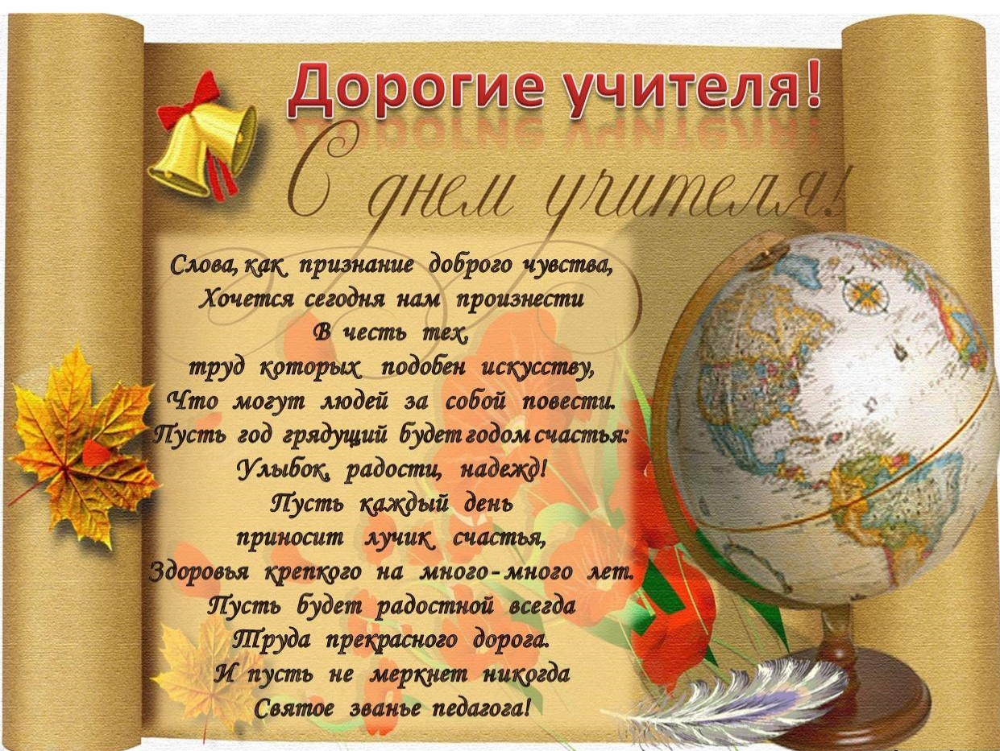 Дорогие учителя!
С днем учителя!
Слова, как признание доброго чувства,
Хочется сегодня нам произнести
В честь тех,
труд которых подобен искусству,
Что могут людей за собой повести.
Пусть год грядущий будет годом счастья:
Улыбок, радости, надежд!
Пусть каждый день
приносит лучик счастья,
Здоровья крепкого на много-много лет.
Пусть будет радостной всегда
Труда прекрасного дорога.
И пусть не меркнет никогда
Святое званье педагога!